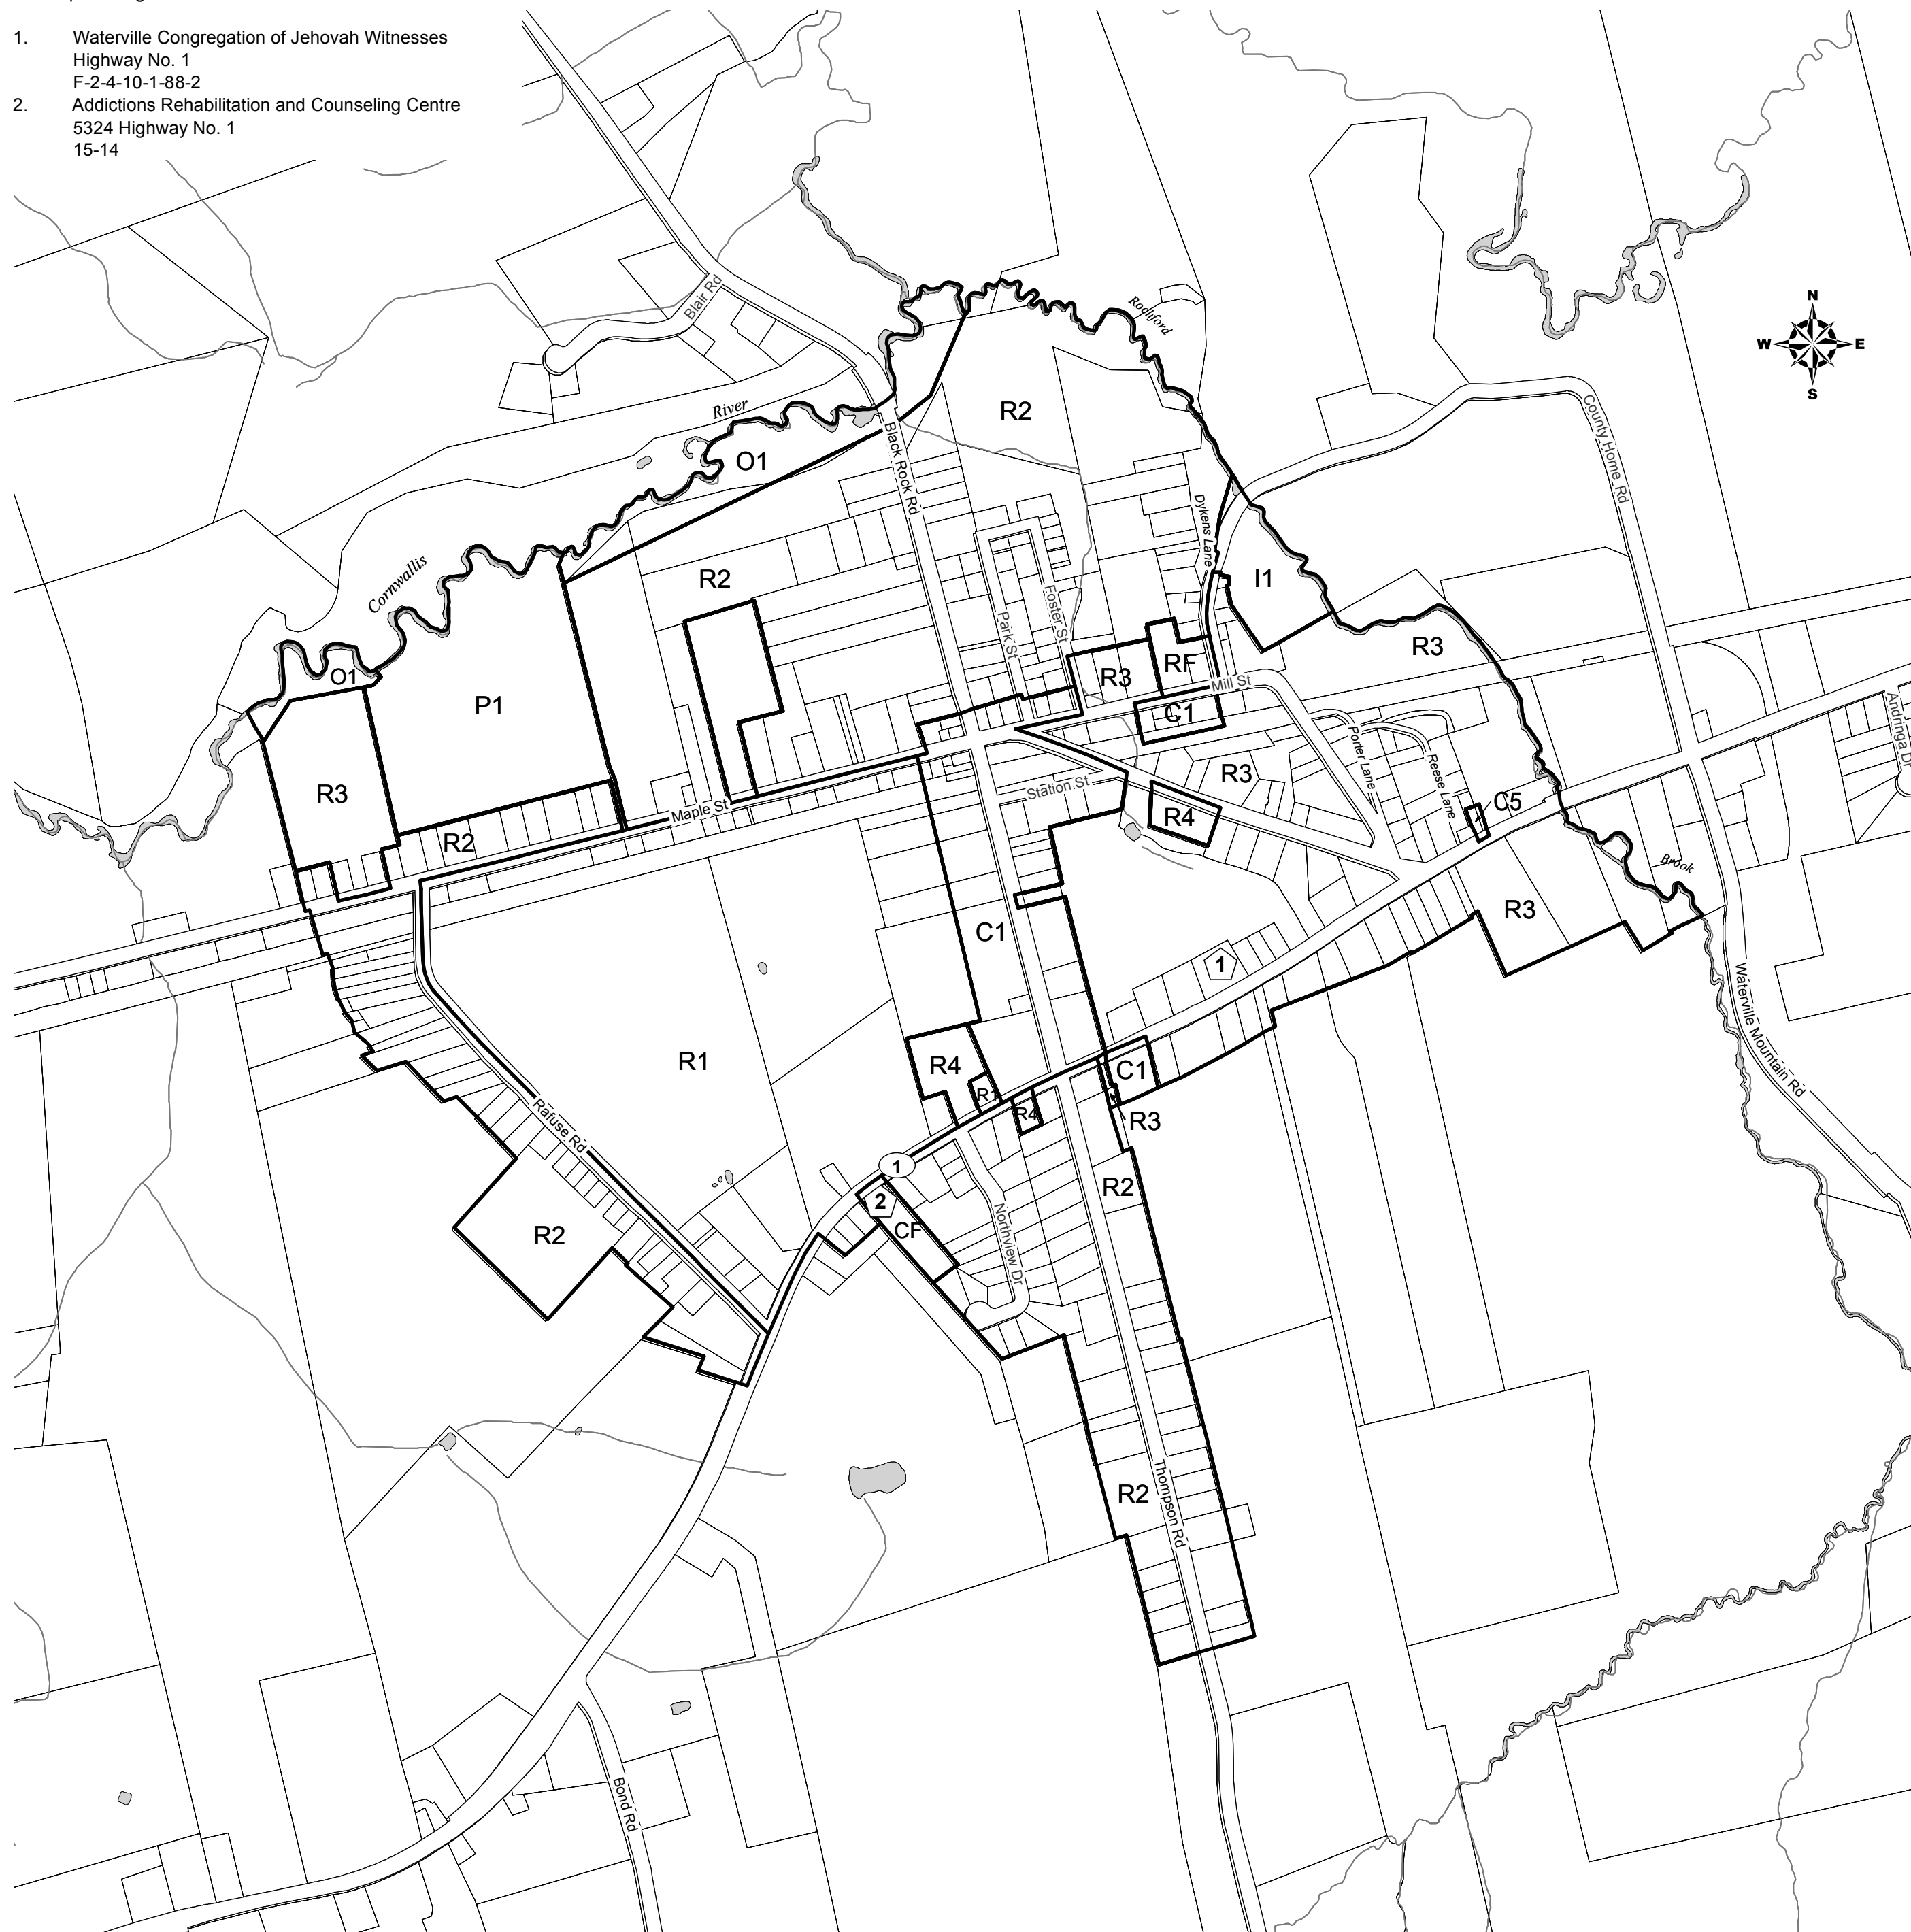 1. Waterville Congregation of Jehovah Witnesses
Highway No. 1
F-2-4-10-1-88-2
2. Addictions Rehabilitation and Counseling Centre
5324 Highway No. 1
15-14
N
W
E
S
Blair Rd
Rochford
River
R2
O1
Black Rock Rd
County Home Rd
Dykens Lane
Cornwallis
R2
I1
Park St
Foster St
R3
O1
R3
RF
Mill St
P1
C1
Andringa Dr
Porter Lane
Reese Lane
R3
R3
Station St
C5
Maple St
R4
R2
Brook
R3
C1
1
Waterville Mountain Rd
R1
R4
C1
R1
R4
R3
Rafuse Rd
1
R2
2
CF
R2
Northview Dr
R2
Thompson Rd
Bond Rd